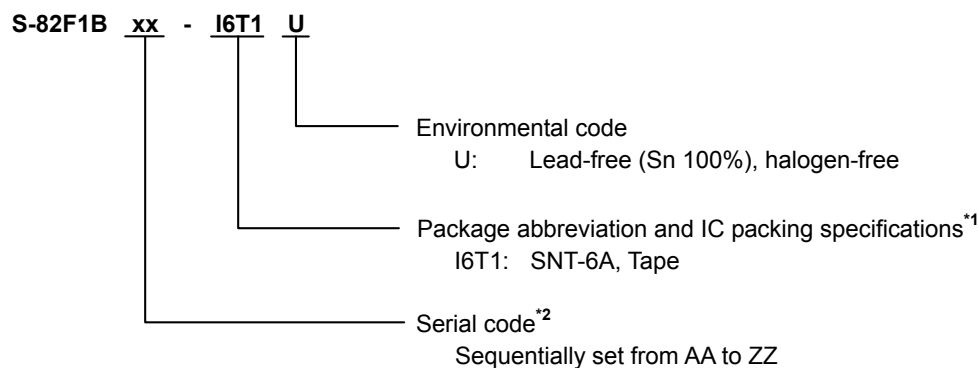 S-82F1B xx - I6T1 U
Environmental code
U: Lead-free (Sn 100%), halogen-free
Package abbreviation and IC packing specifications*1
I6T1: SNT-6A, Tape
Serial code*2
Sequentially set from AA to ZZ